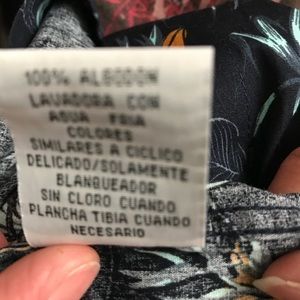 100% ALGODON
LAVADORA CON
AGUA FRIA
COLORES
SIMILARES A CICLICO
DELICADO/SOLAMENTE
BLANQUEADOR
SIN CLORO CUANDO
PLANCHA TIBIA CUANDO
NECESARIO